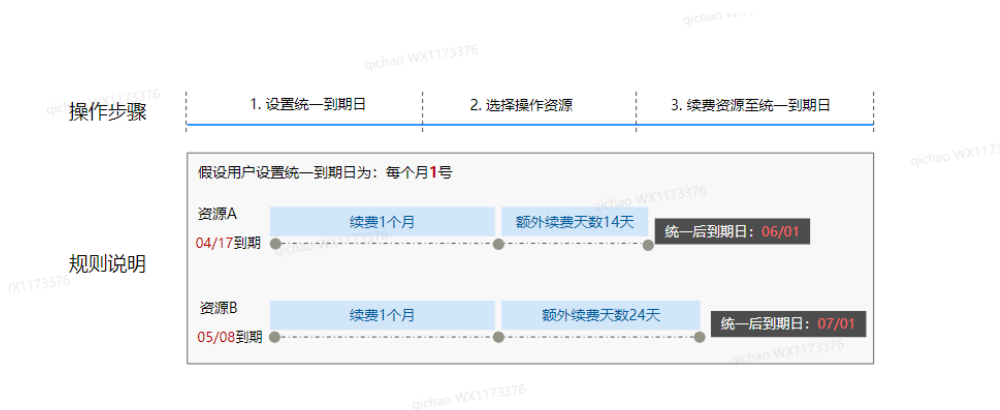 qichao WX1173376
qichao WX1173376
qichao WX1173376
操作步骤
1. 设置统一到期日
2. 选择操作资源
3. 续费资源至统一到期日
qichao WX1173
假设用户设置统一到期日为：每个月1号
qichao WX1173376
资源A
续费1个月
额外续费天数14天
统一后到期日：06/01
04/17到期
qichao WX1173376
规则说明
WX1173376
资源B
续费1个月
额外续费天数24天
统一后到期日：07/01
05/08到期
qichao WX1173376
qichao WX1173376